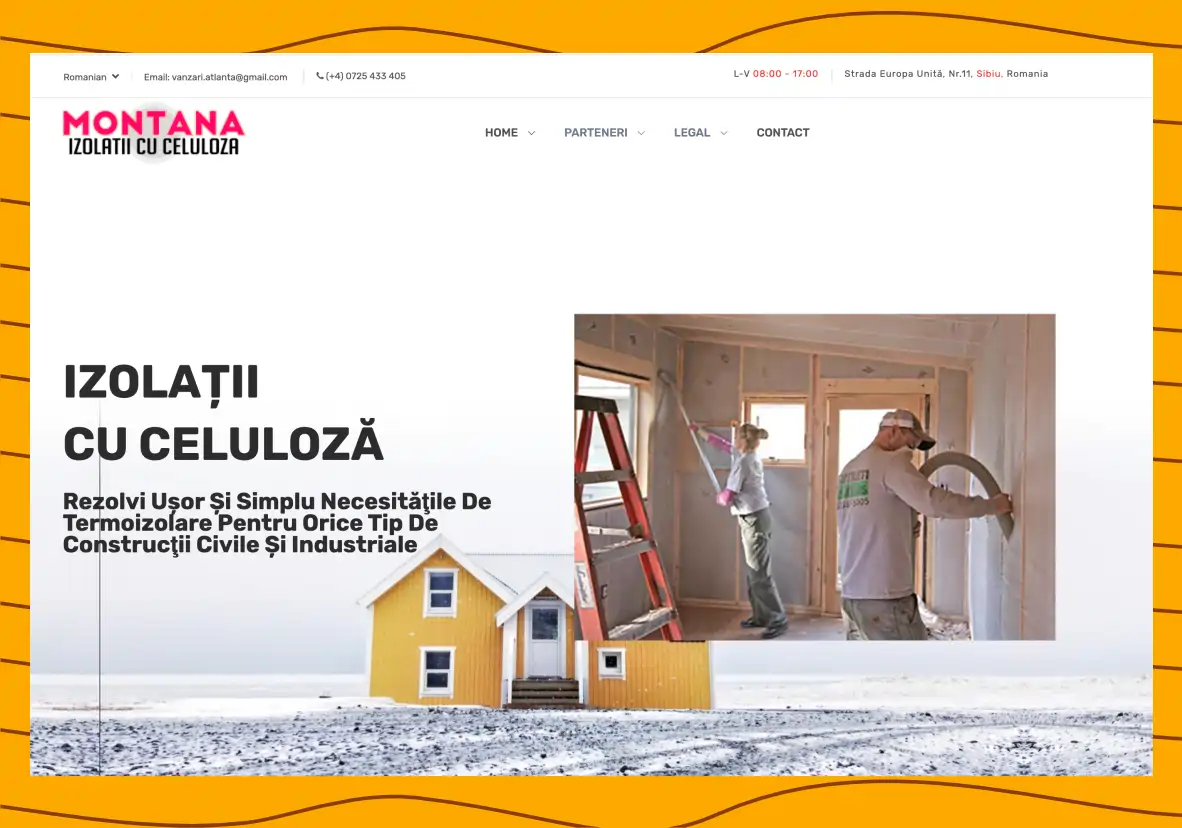 Romanian
Email: vanzari.atlanta@gmail.com
(+4) 0725 433 405
L-V 08:00 - 17:00
Strada Europa Unită, Nr.11, Sibiu, Romania
MONTANA
IZOLATII CU CELULOZA
HOME
PARTENERI
LEGAL
CONTACT
IZOLAȚII
CU CELULOZĂ
Rezolvi Ușor Și Simplu Necesităţile De
Termoizolare Pentru Orice Tip De
Construcţii Civile Și Industriale